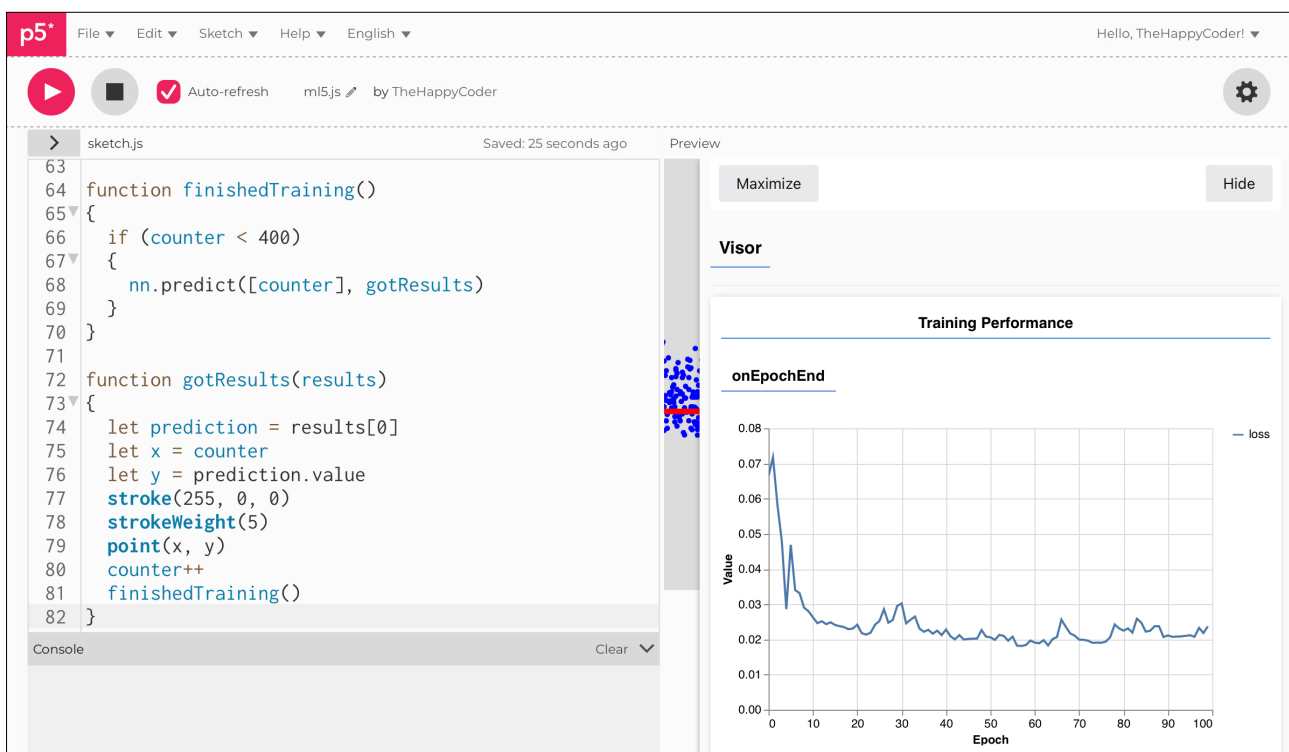 p5* File Edit Sketch Help English Hello, TheHappyCoder!
Auto-refresh ml5.js by TheHappyCoder
sketch.js Saved: 25 seconds ago Preview
63
64 function finishedTraining()
65 {
66 if (counter < 400)
67 {
68 nn.predict([counter], gotResults)
69 }
70 }
71
72 function gotResults(results)
73 {
74 let prediction = results[0]
75 let x = counter
76 let y = prediction.value
77 stroke(255, 0, 0)
78 strokeWeight(5)
79 point(x, y)
80 counter++
81 finishedTraining()
82 }
Console Clear
Maximize Hide
Visor
Training Performance
onEpochEnd
0.08
0.07
0.06
0.05
0.04
0.03
0.02
0.01
0.00
Value
0 10 20 30 40 50 60 70 80 90 100
Epoch
loss